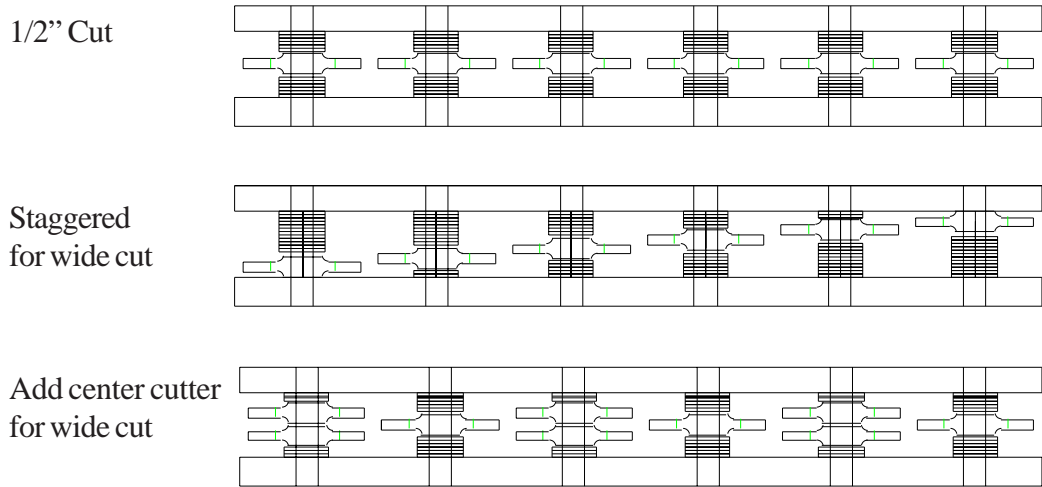 1/2” Cut
Staggered
for wide cut
Add center cutter
for wide cut